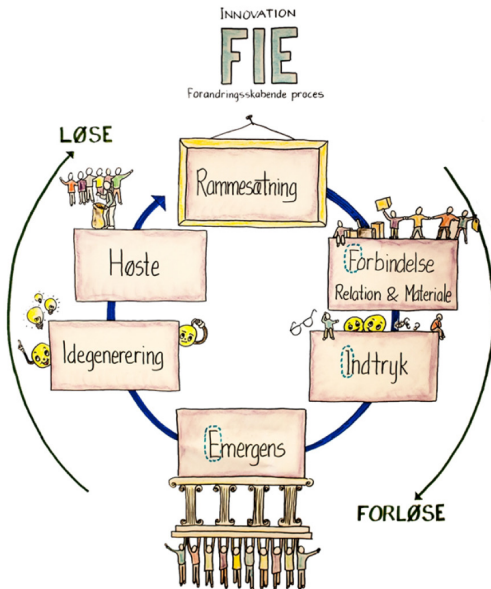 INNOVATION
FIE
Forandringsskabende proces
LØSE
Rammesætning
Forbindelse
Relation & Materiale
Indtryk
Emergens
Idegenerering
Høste
FORLØSE